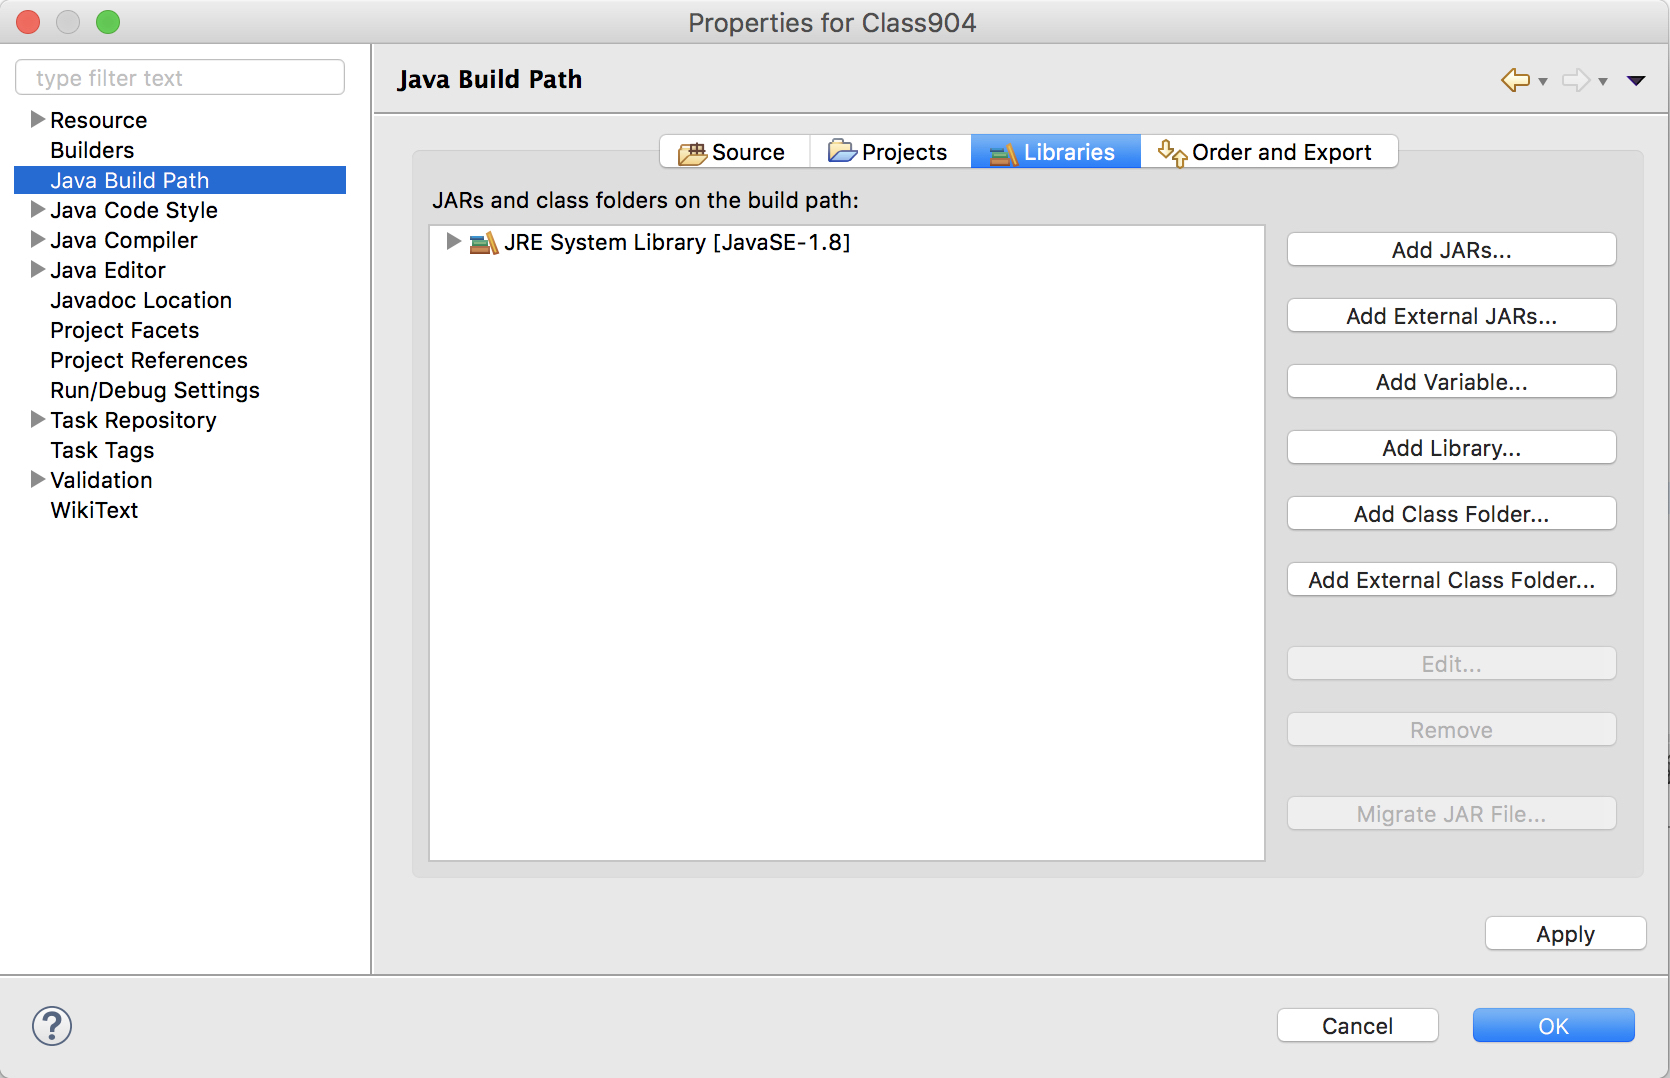 Properties for Class904
type filter text
Resource
Builders
Java Build Path
Java Code Style
Java Compiler
Java Editor
Javadoc Location
Project Facets
Project References
Run/Debug Settings
Task Repository
Task Tags
Validation
WikiText
Java Build Path
Source
Projects
Libraries
Order and Export
JARs and class folders on the build path:
JRE System Library [JavaSE-1.8]
Add JARs...
Add External JARs...
Add Variable...
Add Library...
Add Class Folder...
Add External Class Folder...
Edit...
Remove
Migrate JAR File...
Apply
?
Cancel
OK